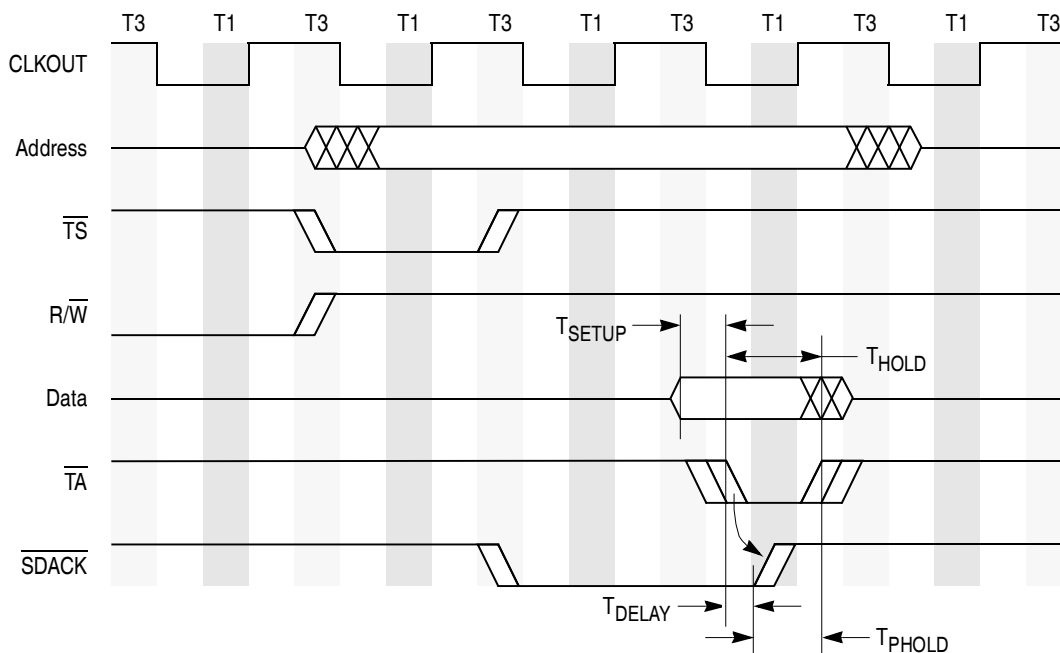 T3 T1 T3 T1 T3 T1 T3 T1 T3 T1 T3
CLKOUT
Address
TS
R/W
TSETUP
THOLD
Data
TA
SDACK
TDELAY
TPHOLD